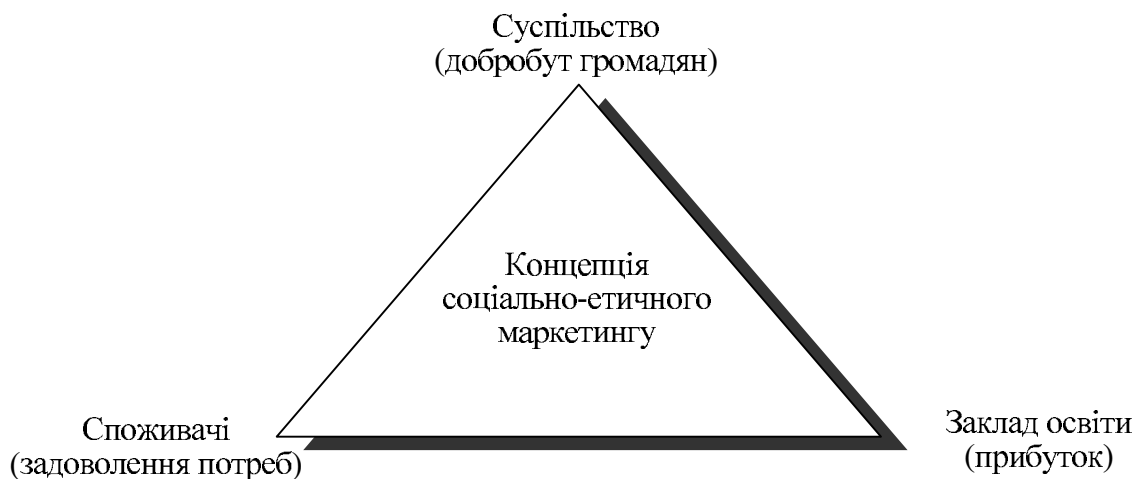 Суспільство
(добробут громадян)
Концепція
соціально-етичного
маркетингу
Споживачі
(задоволення потреб)
Заклад освіти
(прибуток)